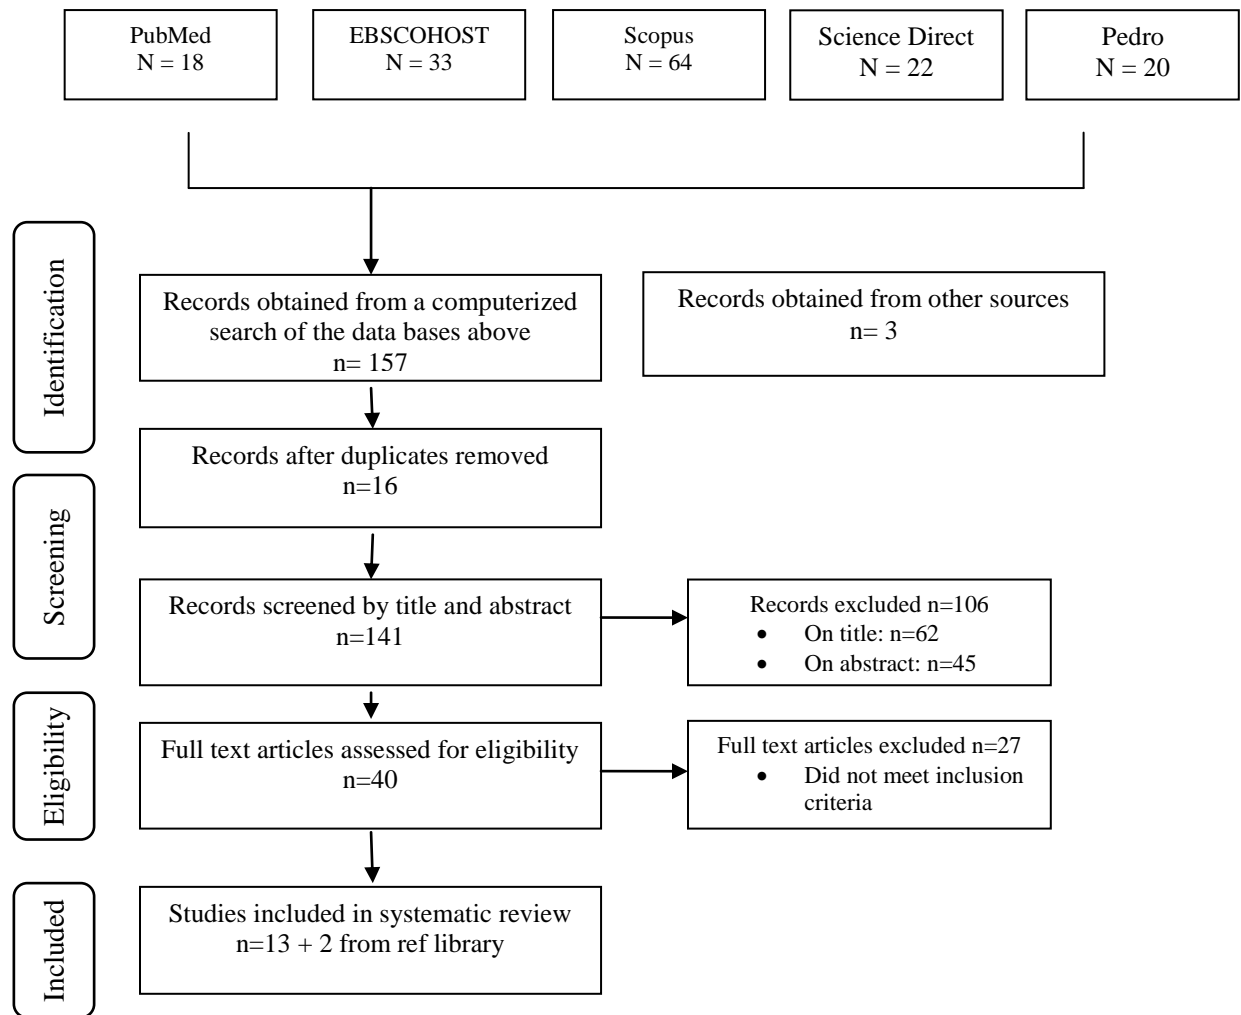 PubMed
N = 18
EBSCOHOST
N = 33
Scopus
N = 64
Science Direct
N = 22
Pedro
N = 20
Identification
Records obtained from a computerized
search of the data bases above
n= 157
Records obtained from other sources
n= 3
Records after duplicates removed
n=16
Screening
Records screened by title and abstract
n=141
Records excluded n=106
• On title: n=62
• On abstract: n=45
Eligibility
Full text articles assessed for eligibility
n=40
Full text articles excluded n=27
• Did not meet inclusion
criteria
Included
Studies included in systematic review
n=13 + 2 from ref library